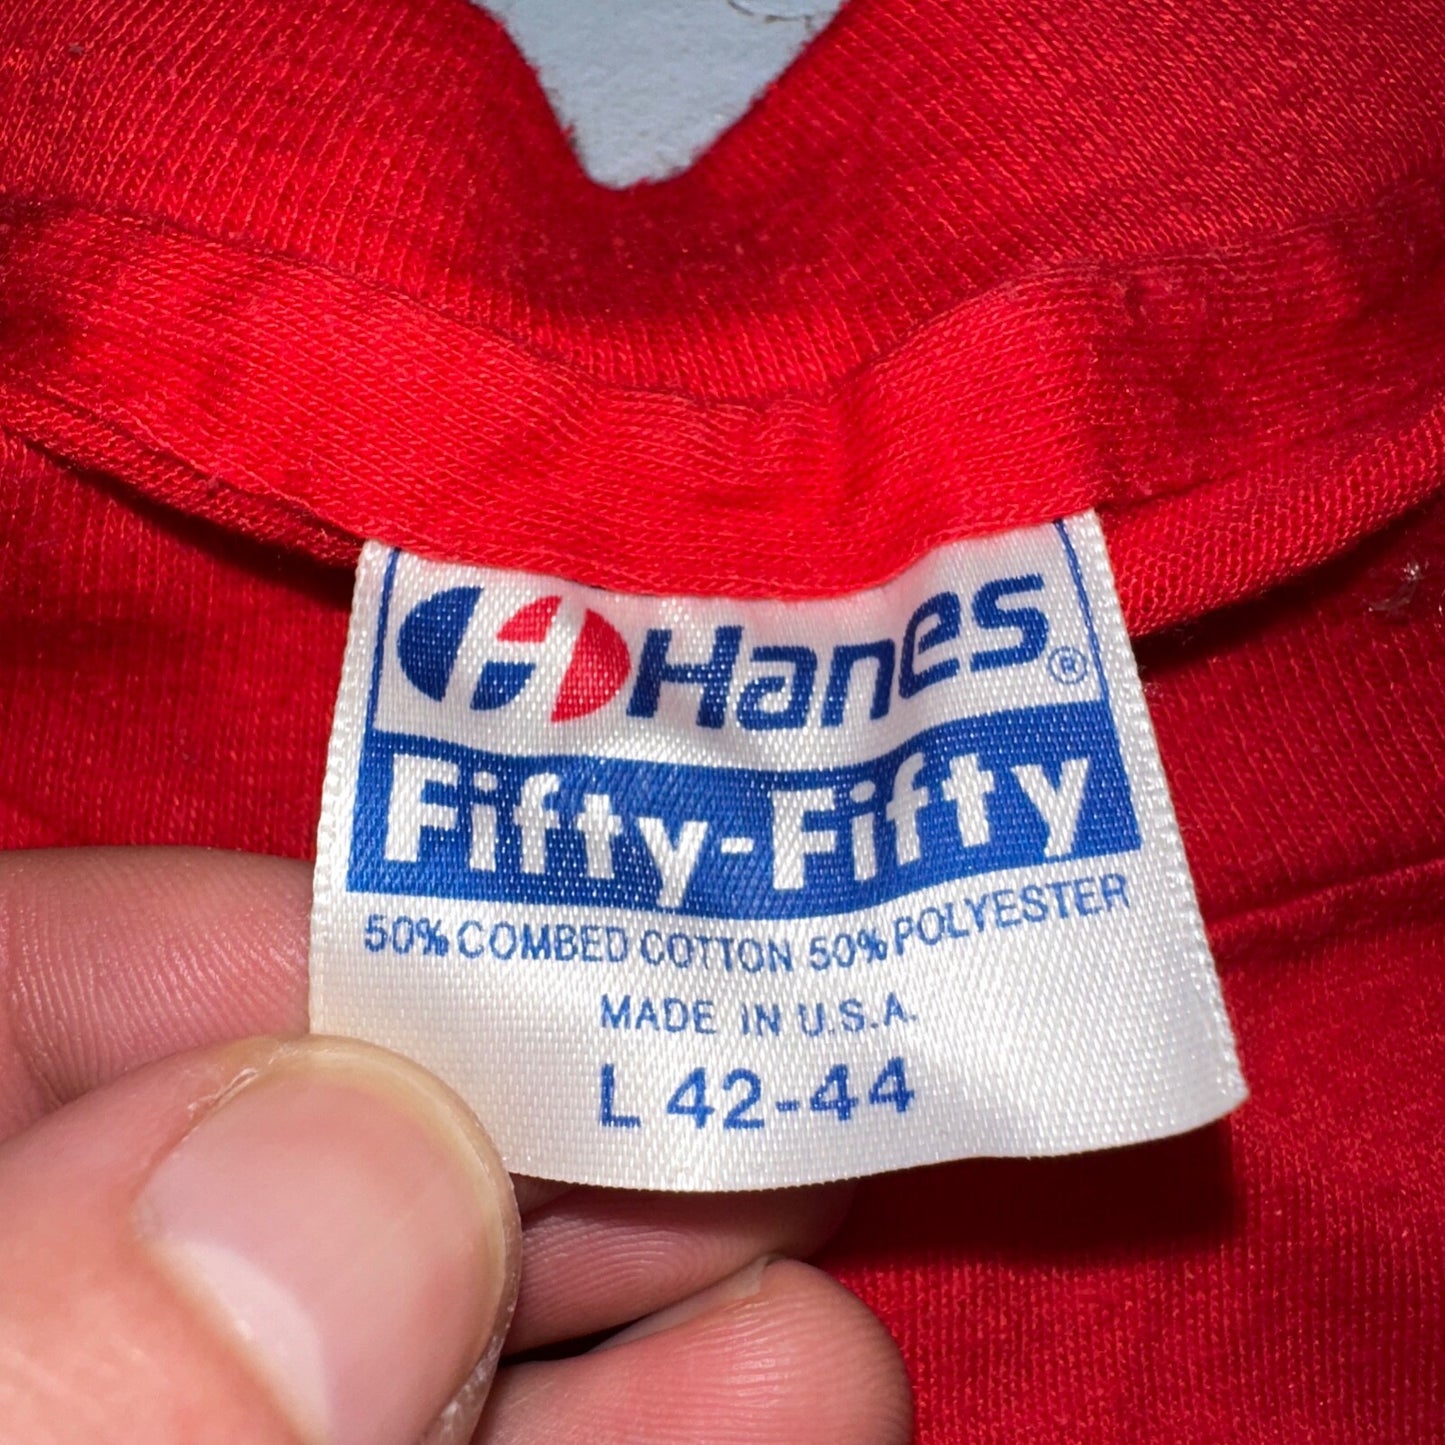 Hanes®
Fifty-Fifty
50% COMBED COTTON 50% POLYESTER
MADE IN U.S.A.
L 42-44